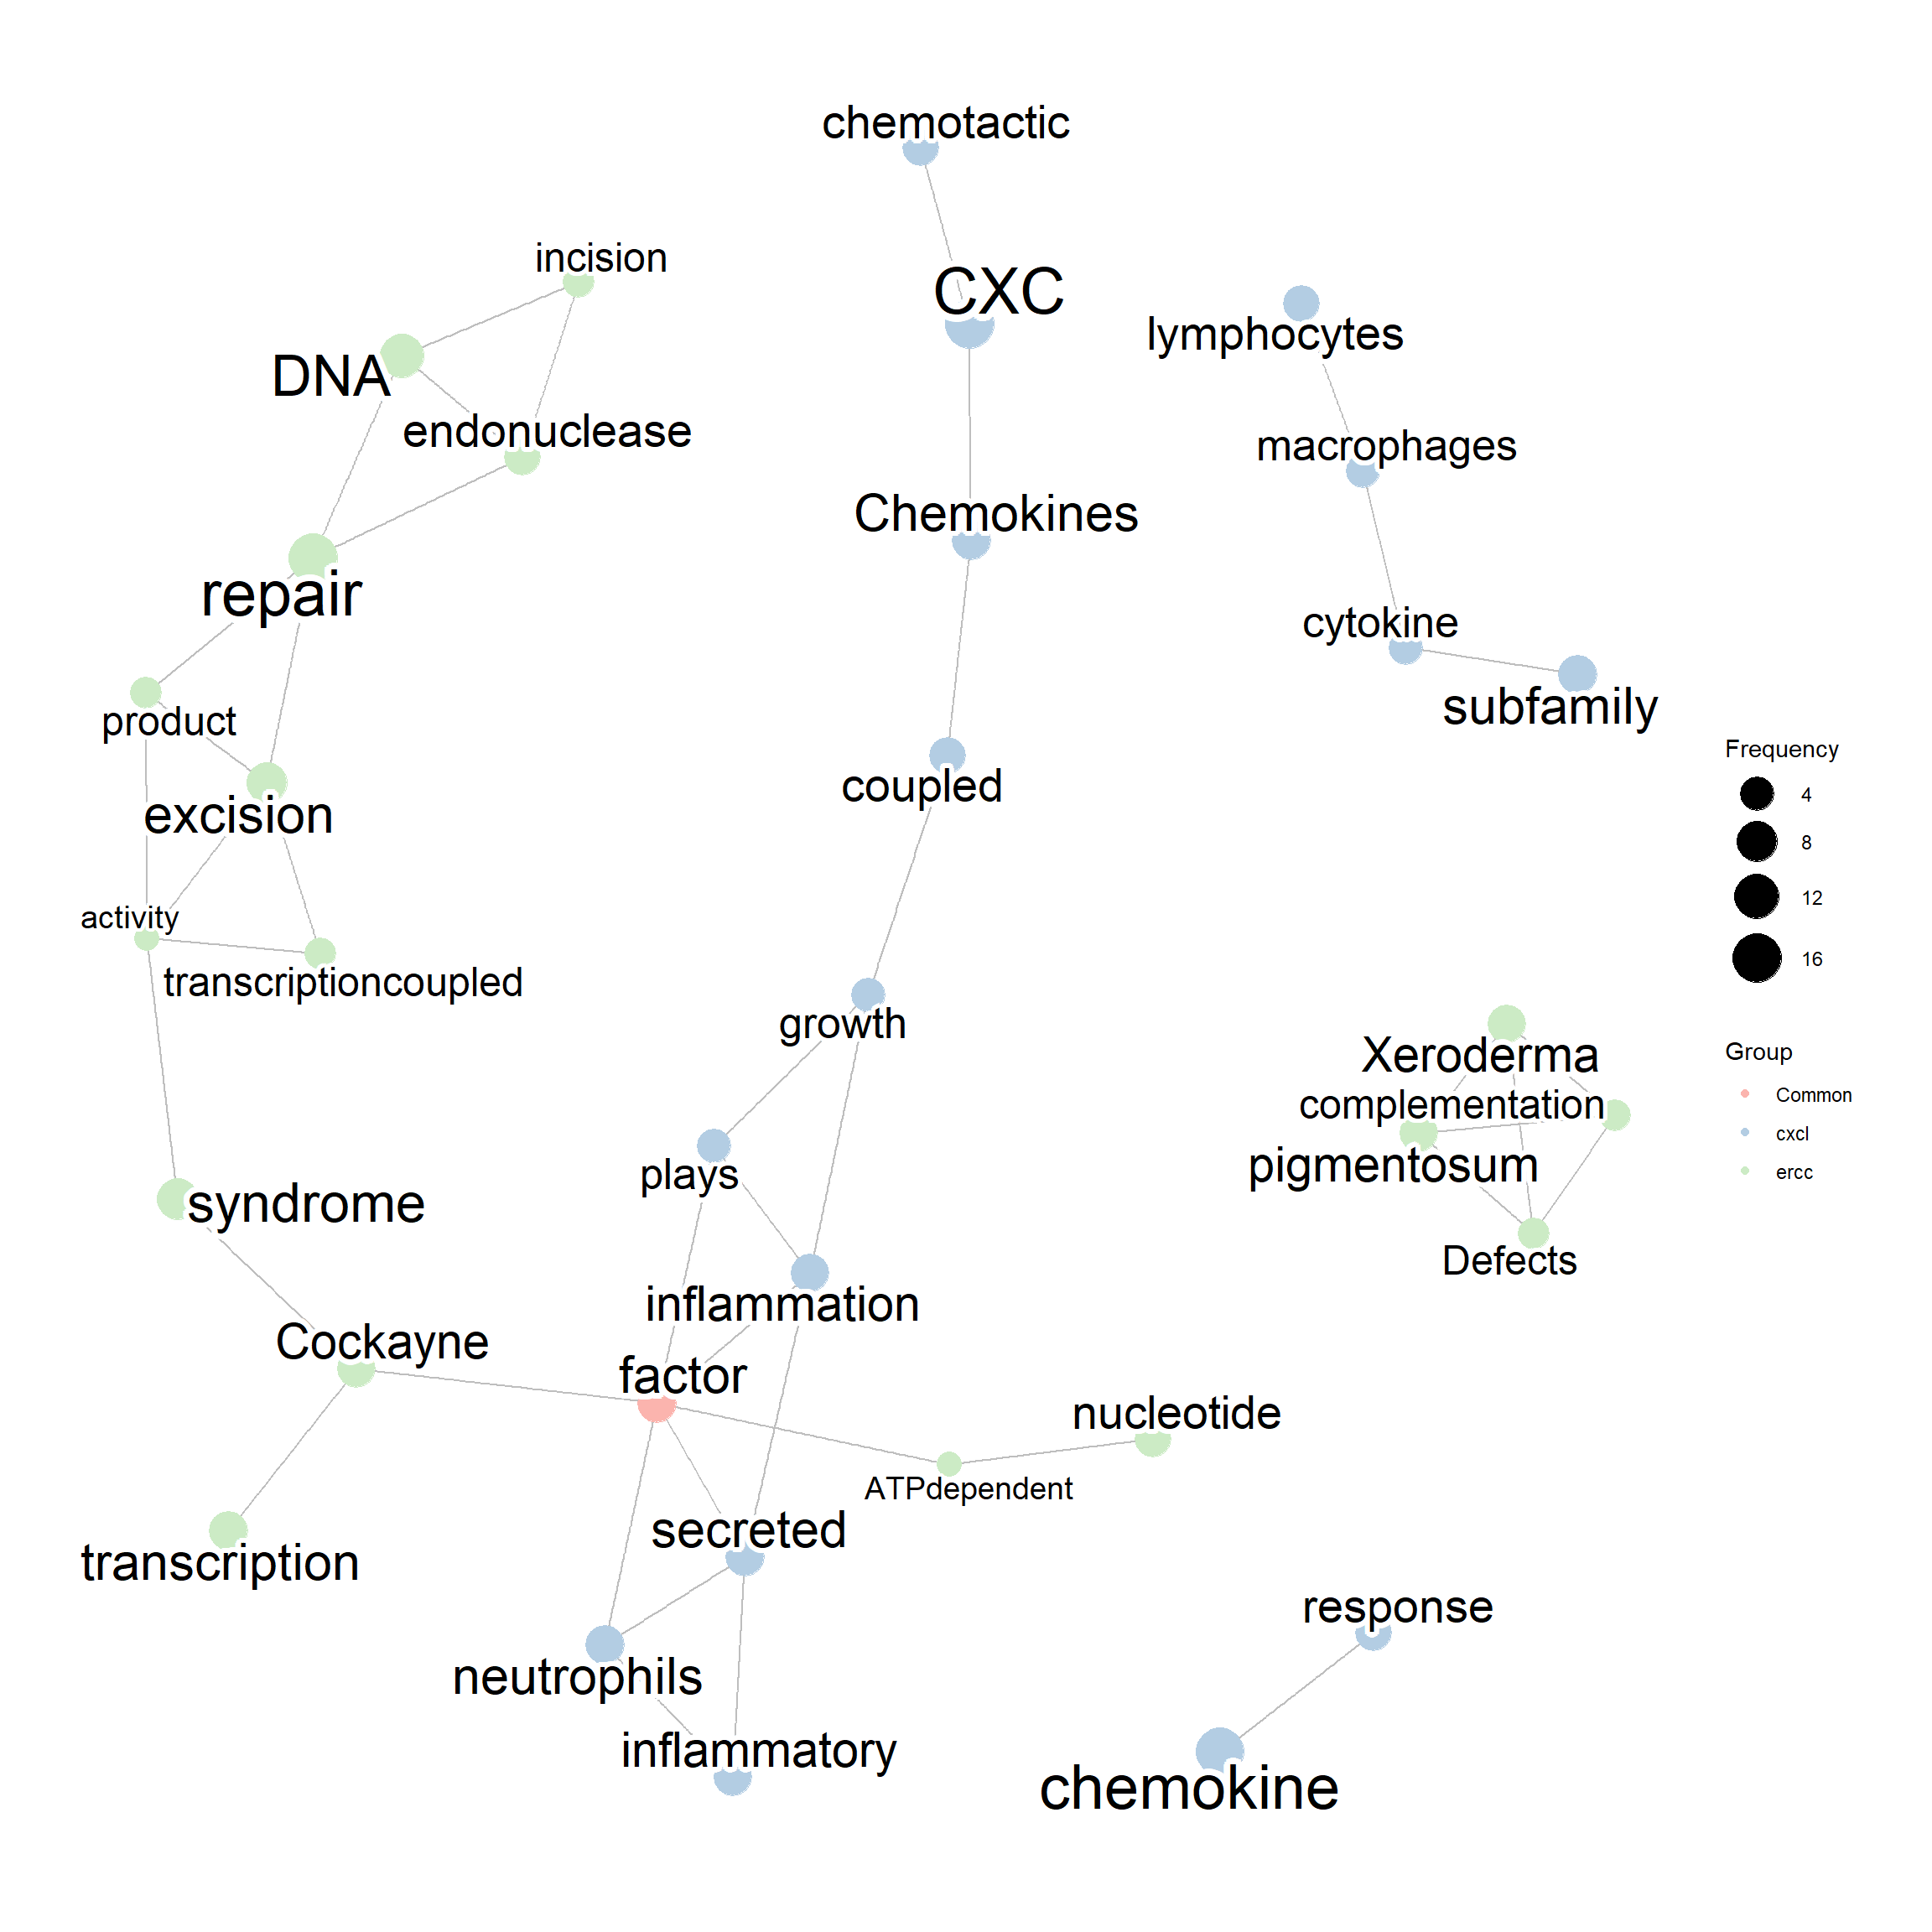 chemotactic
incision
CXC
lymphocytes
DNA
endonuclease
macrophages
Chemokines
repair
cytokine
subfamily
product
excision
coupled
activity
transcriptioncoupled
growth
Xeroderma
complementation
pigmentosum
plays
syndrome
Defects
inflammation
Cockayne
factor
nucleotide
ATPdependent
secreted
transcription
response
neutrophils
inflammatory
chemokine
Frequency
4
8
12
16
Group
Common
cxcl
ercc